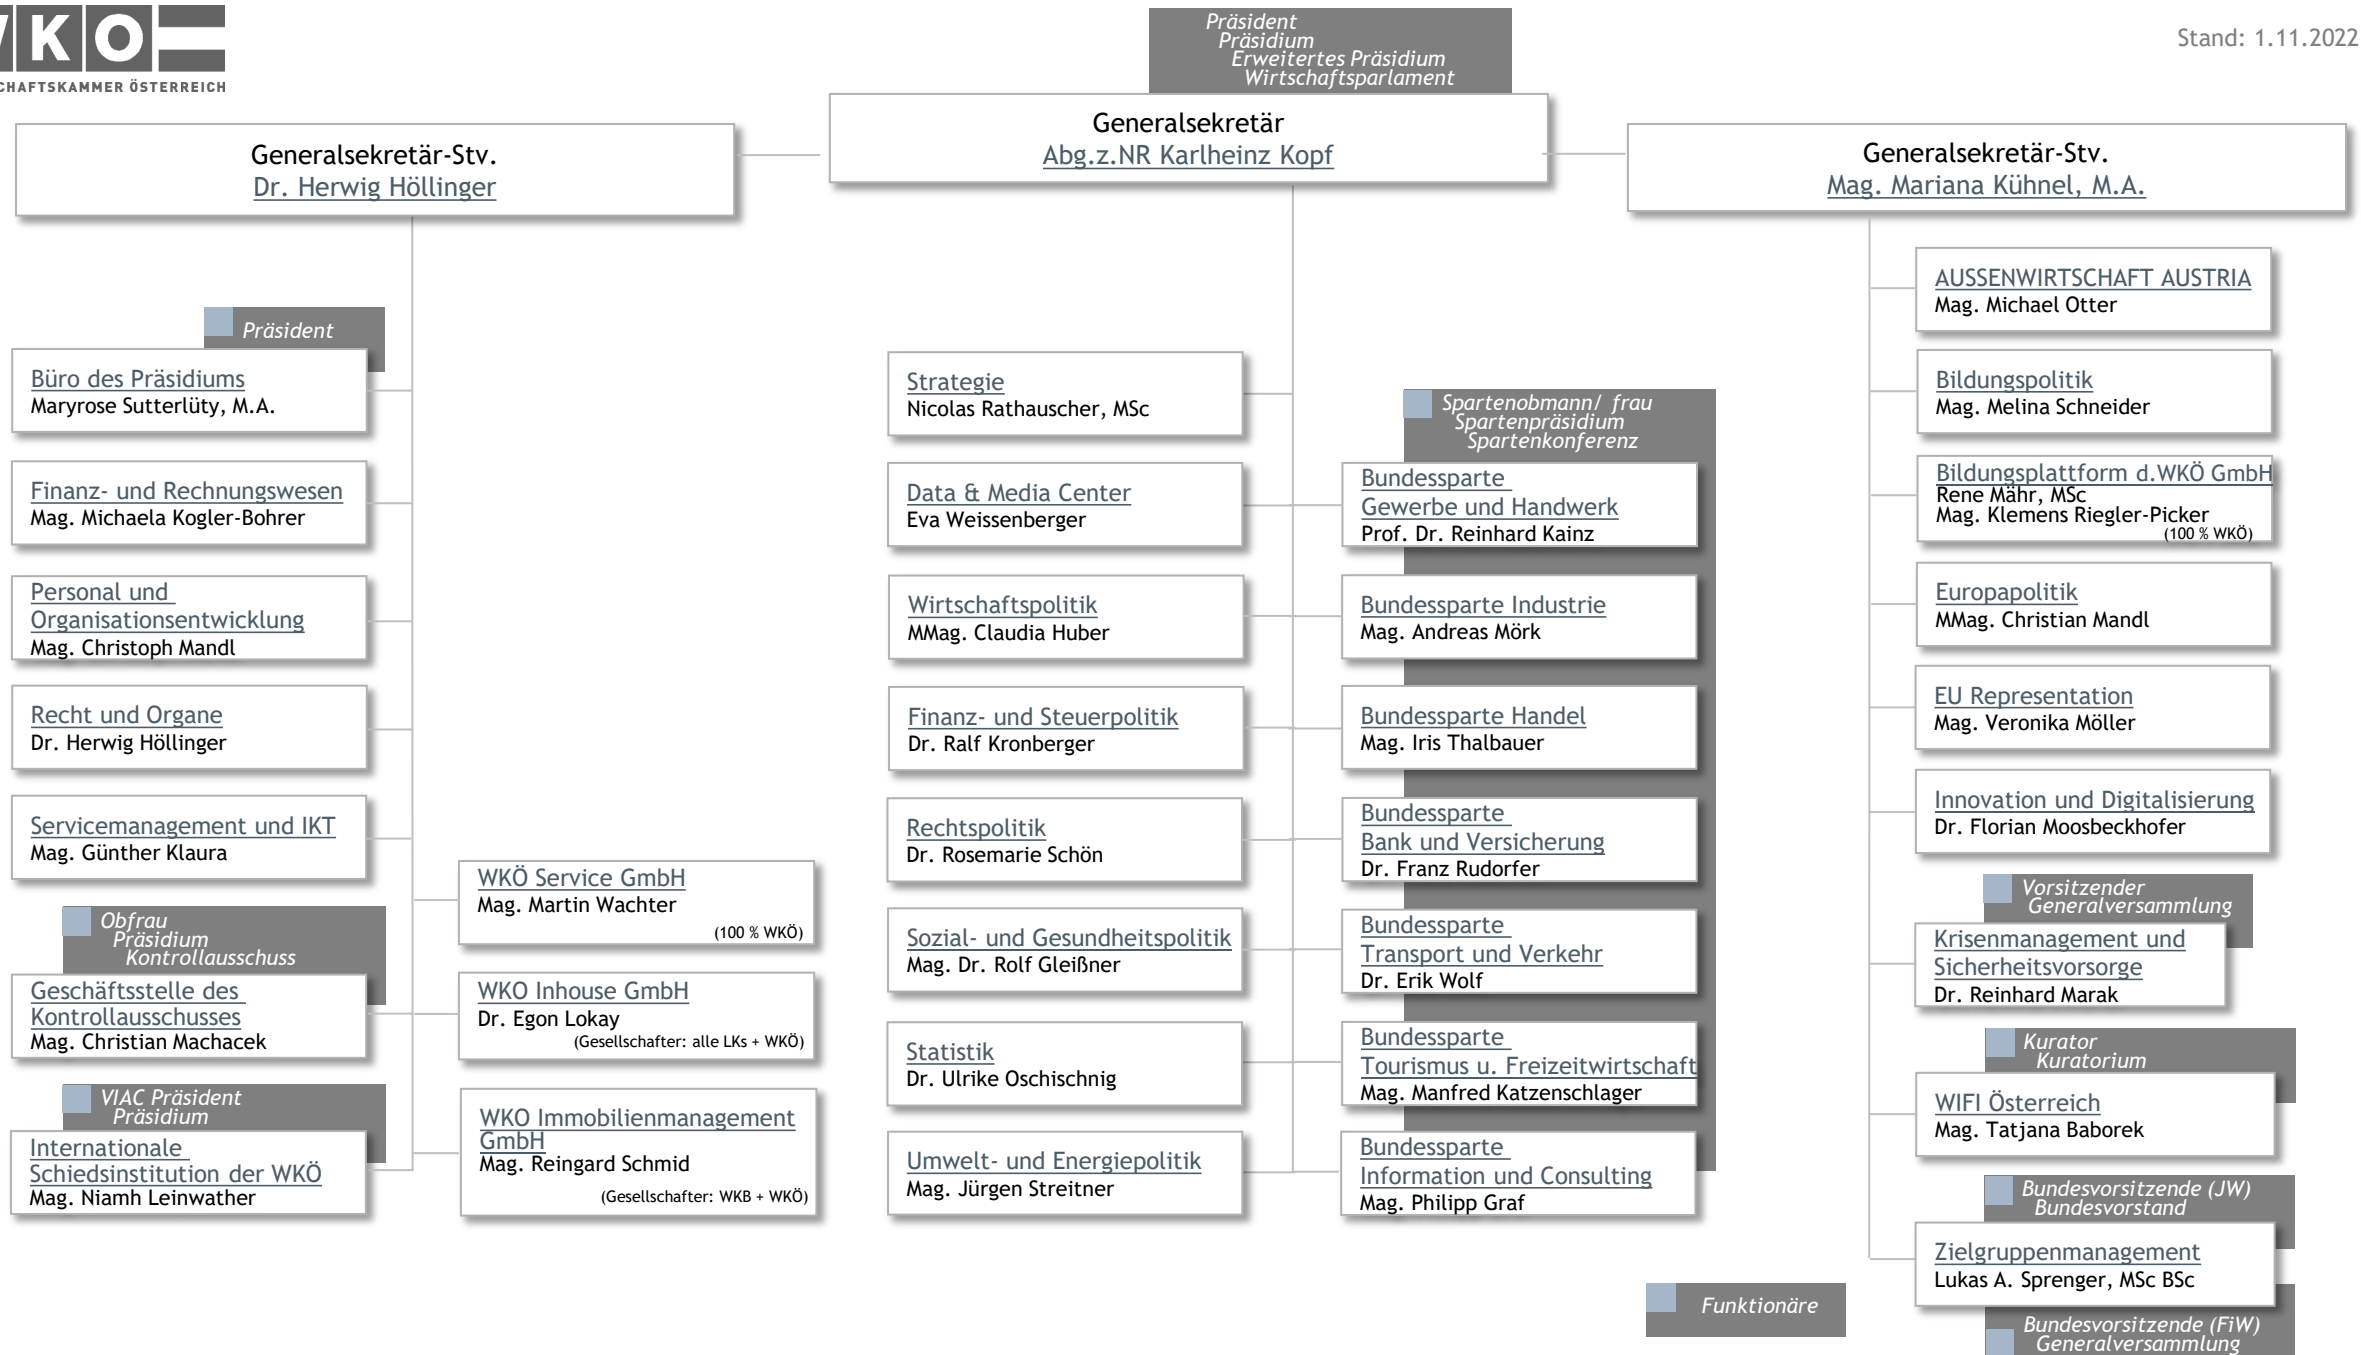 KO
CHAFTSKAMMER ÖSTERREICH
Stand: 1.11.2022
Präsident
Präsidium
Erweitertes Präsidium
Wirtschaftsparlament
Generalsekretär
Abg.z.NR Karlheinz Kopf
Generalsekretär-Stv.
Dr. Herwig Höllinger
Generalsekretär-Stv.
Mag. Mariana Kühnel, M.A.
Präsident
Büro des Präsidiums
Maryrose Sutterlüty, M.A.
Finanz- und Rechnungswesen
Mag. Michaela Kogler-Bohrer
Personal und
Organisationsentwicklung
Mag. Christoph Mandl
Recht und Organe
Dr. Herwig Höllinger
Servicemanagement und IKT
Mag. Günther Klaura
Obfrau
Präsidium
Kontrollausschuss
Geschäftsstelle des
Kontrollausschusses
Mag. Christian Machacek
VIAC Präsident
Präsidium
Internationale
Schiedsinstitution der WKÖ
Mag. Niamh Leinwather
WKÖ Service GmbH
Mag. Martin Wachter
(100 % WKÖ)
WKO Inhouse GmbH
Dr. Egon Lokay
(Gesellschafter: alle LKs + WKÖ)
WKO Immobilienmanagement
GmbH
Mag. Reingard Schmid
(Gesellschafter: WKB + WKÖ)
Strategie
Nicolas Rathauscher, MSc
Data & Media Center
Eva Weissenberger
Wirtschaftspolitik
MMag. Claudia Huber
Finanz- und Steuerpolitik
Dr. Ralf Kronberger
Rechtspolitik
Dr. Rosemarie Schön
Sozial- und Gesundheitspolitik
Mag. Dr. Rolf Gleißner
Statistik
Dr. Ulrike Oschischnig
Umwelt- und Energiepolitik
Mag. Jürgen Streitner
Spartenobmann/ frau
Spartenpräsidium
Spartenkonferenz
Bundessparte
Gewerbe und Handwerk
Prof. Dr. Reinhard Kainz
Bundessparte Industrie
Mag. Andreas Mörk
Bundessparte Handel
Mag. Iris Thalbauer
Bundessparte
Bank und Versicherung
Dr. Franz Rudorfer
Bundessparte
Transport und Verkehr
Dr. Erik Wolf
Bundessparte
Tourismus u. Freizeitwirtschaft
Mag. Manfred Katzenschlager
Bundessparte
Information und Consulting
Mag. Philipp Graf
AUSSENWIRTSCHAFT AUSTRIA
Mag. Michael Otter
Bildungspolitik
Mag. Melina Schneider
Bildungsplattform d.WKÖ GmbH
Rene Mähr, MSc
Mag. Klemens Riegler-Picker
(100 % WKÖ)
Europapolitik
MMag. Christian Mandl
EU Representation
Mag. Veronika Möller
Innovation und Digitalisierung
Dr. Florian Moosbeckhofer
Vorsitzender
Generalversammlung
Krisenmanagement und
Sicherheitsvorsorge
Dr. Reinhard Marak
Kurator
Kuratorium
WIFI Österreich
Mag. Tatjana Baborek
Bundesvorsitzende (JW)
Bundesvorstand
Zielgruppenmanagement
Lukas A. Sprenger, MSc BSc
Bundesvorsitzende (FiW)
Generalversammlung
Funktionäre